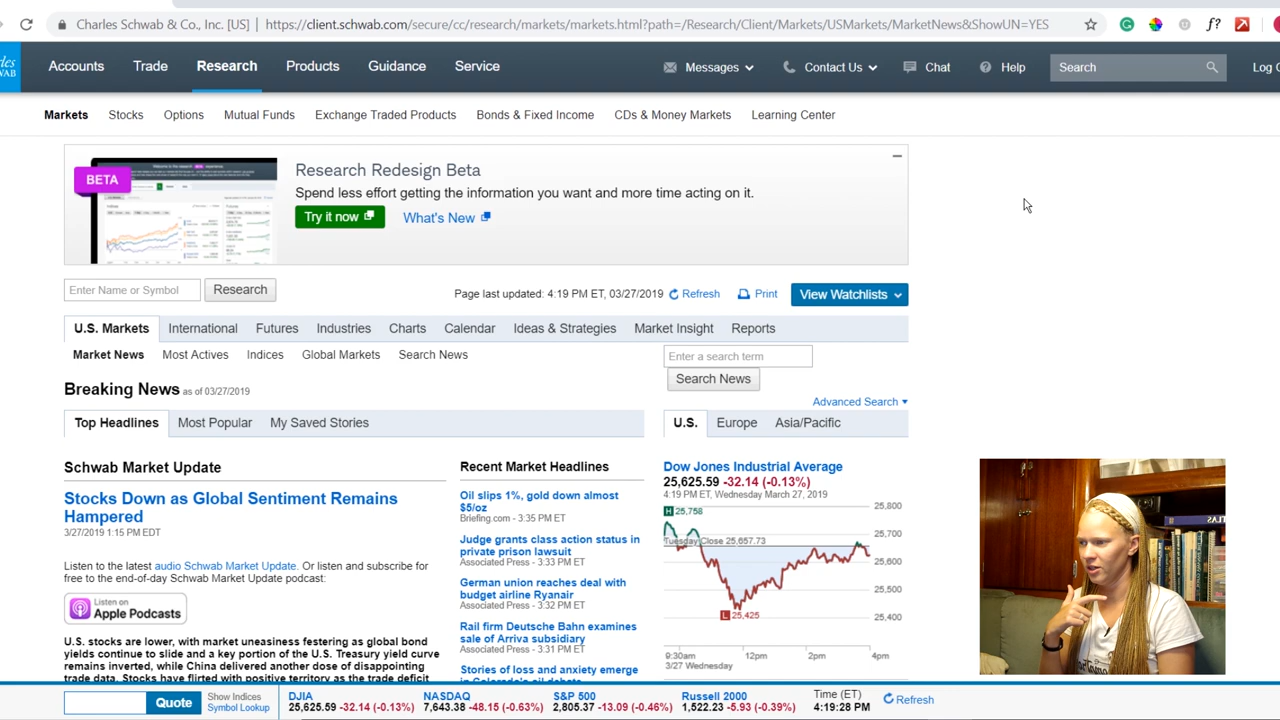 Charles Schwab & Co., Inc. [US] | https://client.schwab.com/secure/cc/research/markets/markets.html?path=/Research/Client/Markets/USMarkets/MarketNews&ShowUN=YES
Accounts Trade Research Products Guidance Service Messages Contact Us Chat Help Search Log
Markets Stocks Options Mutual Funds Exchange Traded Products Bonds & Fixed Income CDs & Money Markets Learning Center
BETA
Research Redesign Beta
Spend less effort getting the information you want and more time acting on it.
Try it now What's New
Enter Name or Symbol Research Page last updated: 4:19 PM ET, 03/27/2019 Refresh Print View Watchlists
U.S. Markets International Futures Industries Charts Calendar Ideas & Strategies Market Insight Reports
Market News Most Actives Indices Global Markets Search News
Enter a search term
Search News
Advanced Search
Breaking News as of 03/27/2019
Top Headlines Most Popular My Saved Stories
U.S. Europe Asia/Pacific
Schwab Market Update
Stocks Down as Global Sentiment Remains
Hampered
3/27/2019 1:15 PM EDT
Listen to the latest audio Schwab Market Update. Or listen and subscribe for
free to the end-of-day Schwab Market Update podcast:
Listen on
Apple Podcasts
U.S. stocks are lower, with market uneasiness festering as global bond
yields continue to slide and a key portion of the U.S. Treasury yield curve
remains inverted, while China delivered another dose of disappointing
trade data. Stocks have flirted with positive territory as the trade deficit
Recent Market Headlines
Oil slips 1%, gold down almost
$5/oz
Briefing.com - 3:35 PM ET
Judge grants class action status in
private prison lawsuit
Associated Press - 3:33 PM ET
German union reaches deal with
budget airline Ryanair
Associated Press - 3:32 PM ET
Rail firm Deutsche Bahn examines
sale of Arriva subsidiary
Associated Press - 3:31 PM ET
Stories of loss and anxiety emerge
Dow Jones Industrial Average
25,625.59 -32.14 (-0.13%)
4:19 PM ET, Wednesday March 27, 2019
H 25,758
Tuesday Close 25,657.73
L 25,425
25,800
25,700
25,600
25,500
25,400
9:30am 12pm 2pm 4pm
3/27 Wednesday
Quote
Show Indices
Symbol Lookup
DJIA
25,625.59 -32.14 (-0.13%)
NASDAQ
7,643.38 -48.15 (-0.63%)
S&P 500
2,805.37 -13.09 (-0.46%)
Russell 2000
1,522.23 -5.93 (-0.39%)
Time (ET)
4:19:28 PM
Refresh